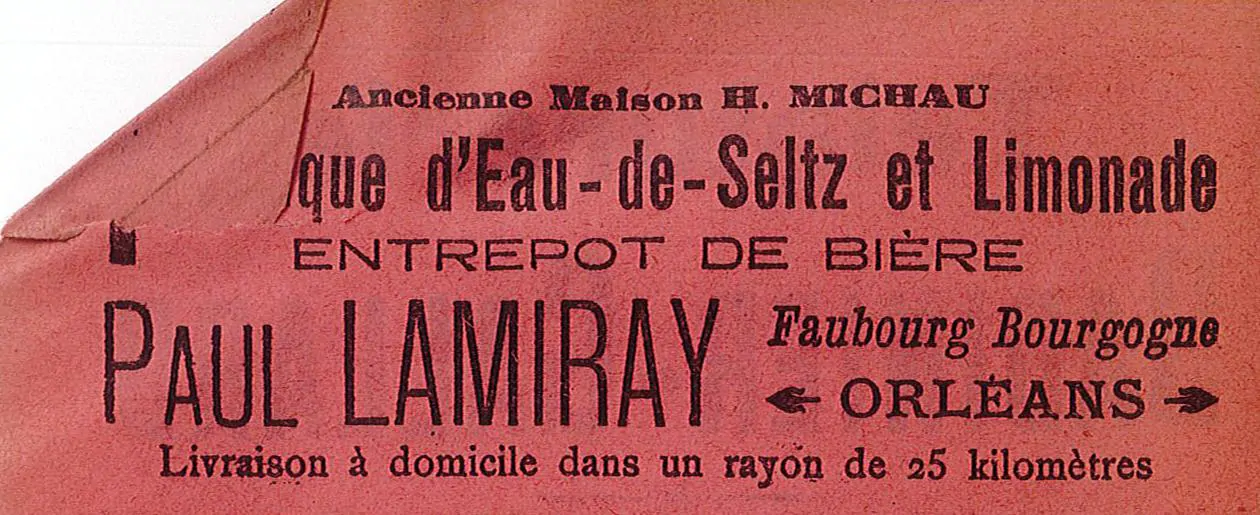 Ancienne Maison H. MICHAU
que d'Eau-de-Seltz et Limonade
ENTREPOT DE BIÈRE
PAUL LAMIRAY
Faubourg Bourgogne
ORLÉANS
Livraison à domicile dans un rayon de 25 kilomètres